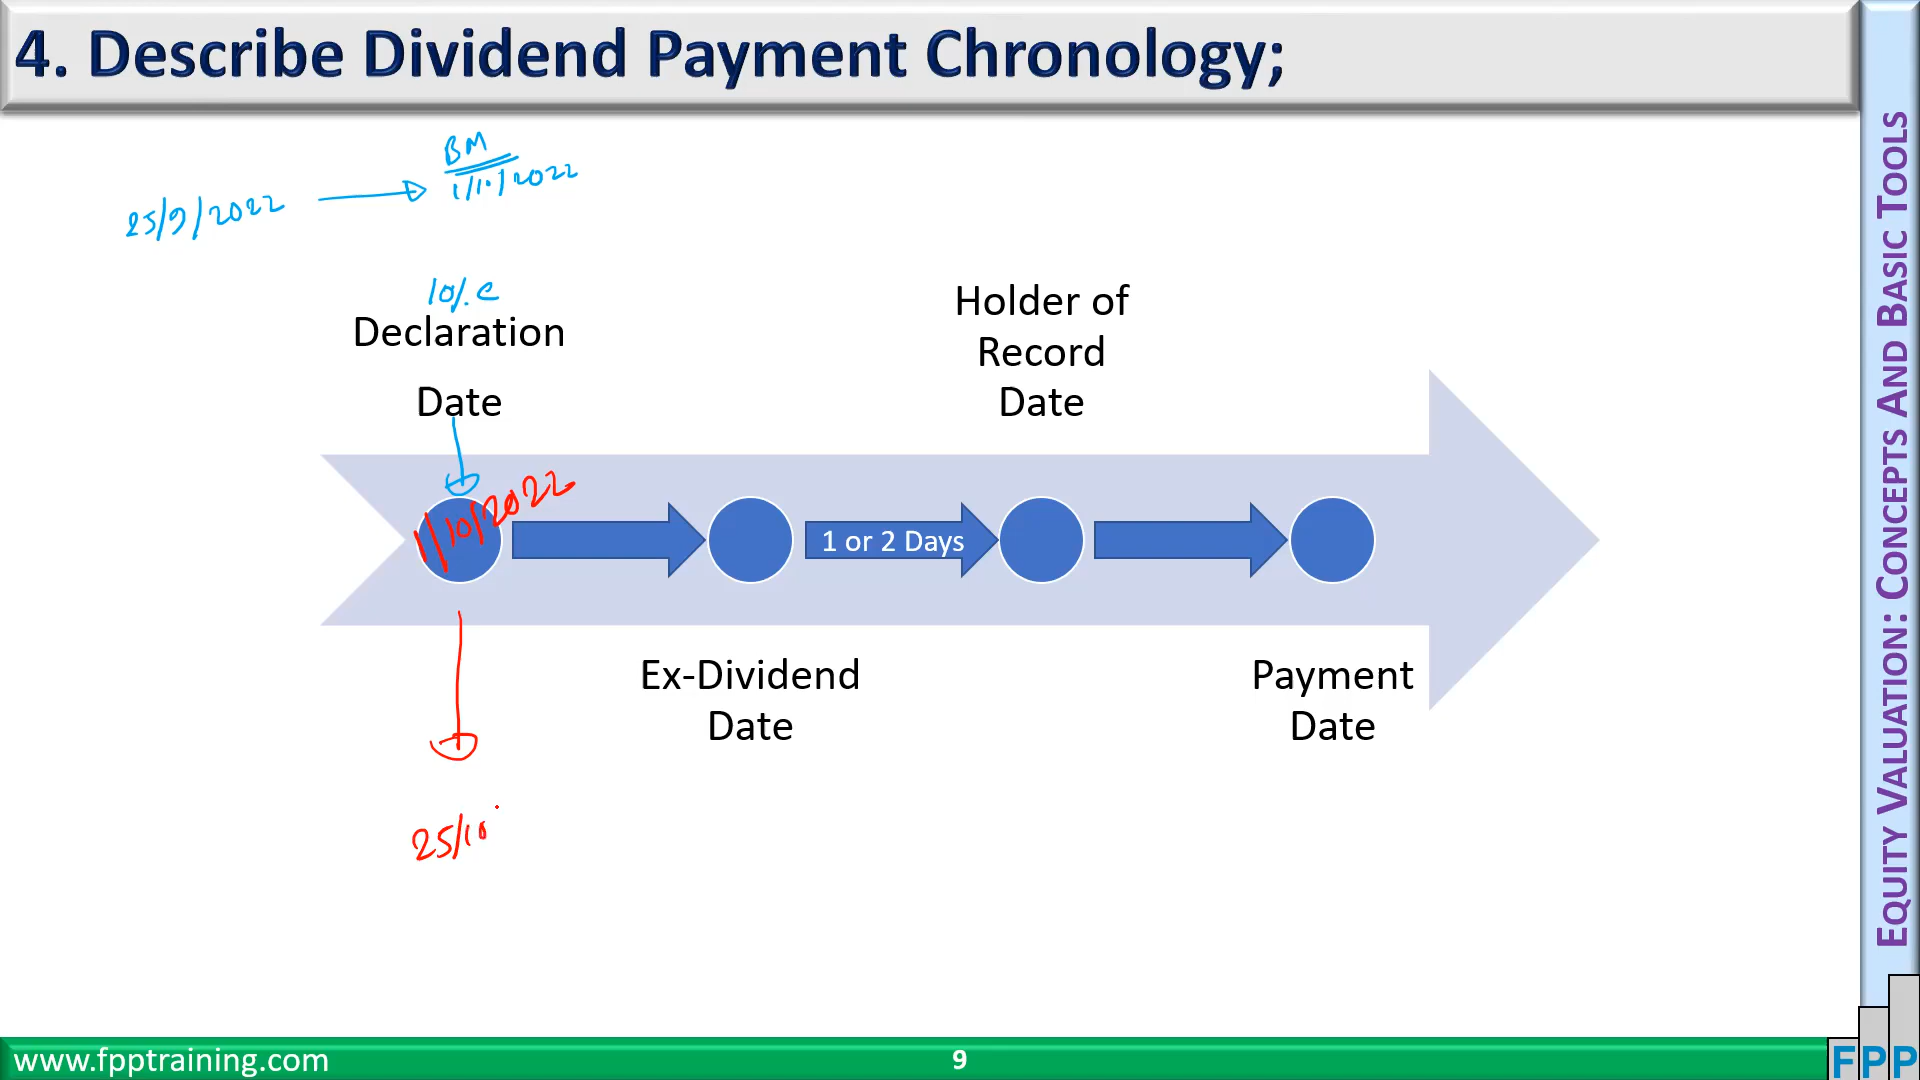 4. Describe Dividend Payment Chronology;
BM
1/10/2022
25/9/2022
10%. C
Declaration
Date
Holder of
Record
Date
1/10/2022
1 or 2 Days
Ex-Dividend
Date
Payment
Date
25/10
EQUITY VALUATION: CONCEPTS AND BASIC TOOLS
www.fpptraining.com
9
FPP